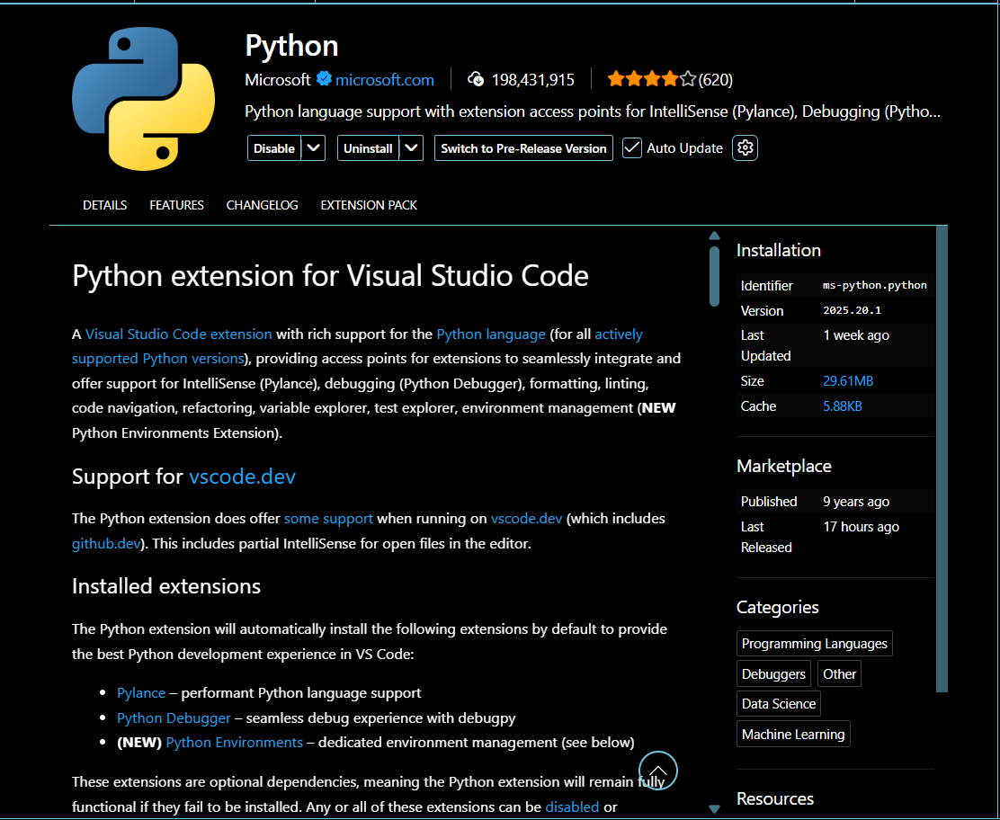 Python
Microsoft microsoft.com 198,431,915 (620)
Python language support with extension access points for IntelliSense (Pylance), Debugging (Pytho...
Disable Uninstall Switch to Pre-Release Version Auto Update
DETAILS FEATURES CHANGELOG EXTENSION PACK
Python extension for Visual Studio Code
A Visual Studio Code extension with rich support for the Python language (for all actively
supported Python versions), providing access points for extensions to seamlessly integrate and
offer support for IntelliSense (Pylance), debugging (Python Debugger), formatting, linting,
code navigation, refactoring, variable explorer, test explorer, environment management (NEW
Python Environments Extension).
Support for vscode.dev
The Python extension does offer some support when running on vscode.dev (which includes
github.dev). This includes partial IntelliSense for open files in the editor.
Installed extensions
The Python extension will automatically install the following extensions by default to provide
the best Python development experience in VS Code:
• Pylance – performant Python language support
• Python Debugger – seamless debug experience with debugpy
• (NEW) Python Environments – dedicated environment management (see below)
These extensions are optional dependencies, meaning the Python extension will remain fully
functional if they fail to be installed. Any or all of these extensions can be disabled or
Installation
Identifier ms-python.python
Version 2025.20.1
Last 1 week ago
Updated
Size 29.61MB
Cache 5.88KB
Marketplace
Published 9 years ago
Last 17 hours ago
Released
Categories
Programming Languages
Debuggers Other
Data Science
Machine Learning
Resources